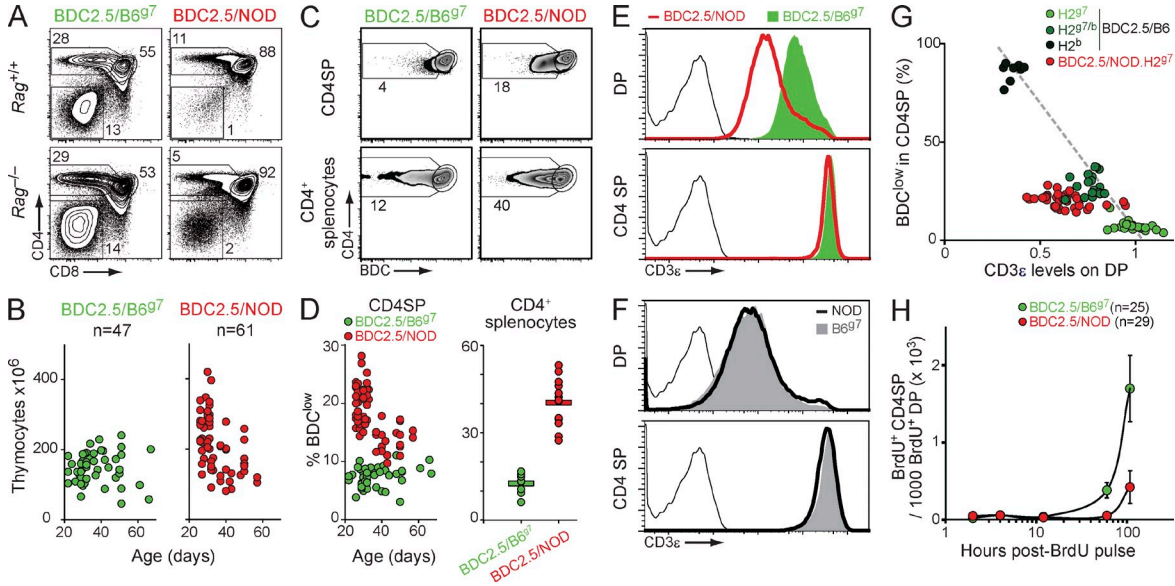 A
BDC2.5/B6g7
BDC2.5/NOD
Rag+/+
28
55
13
11
88
1
Rag–/–
29
53
14
5
92
2
CD4
CD8
B
BDC2.5/B6g7
BDC2.5/NOD
n=47
n=61
Thymocytes x10⁶
400
200
0
20
40
60
20
40
60
Age (days)
Age (days)
C
BDC2.5/B6g7
BDC2.5/NOD
CD4SP
4
18
CD4+
splenocytes
12
40
CD4
BDC
D
CD4SP
BDC2.5/B6g7
BDC2.5/NOD
CD4+
splenocytes
% BDClow
30
20
10
0
60
30
0
20
40
60
Age (days)
BDC2.5/B6g7
BDC2.5/NOD
E
BDC2.5/NOD
BDC2.5/B6g7
DP
CD4 SP
CD3ε
F
NOD
B6g7
DP
CD4 SP
CD3ε
G
H2g7
H2g7/b
H2b
BDC2.5/B6
BDC2.5/NOD.H2g7
BDClow in CD4SP (%)
100
50
0
0
0.5
1
CD3ε levels on DP
H
BDC2.5/B6g7 (n=25)
BDC2.5/NOD (n=29)
BrdU+ CD4SP
/ 1000 BrdU+ DP (x 10³)
2
1
0
1
10
100
Hours post-BrdU pulse